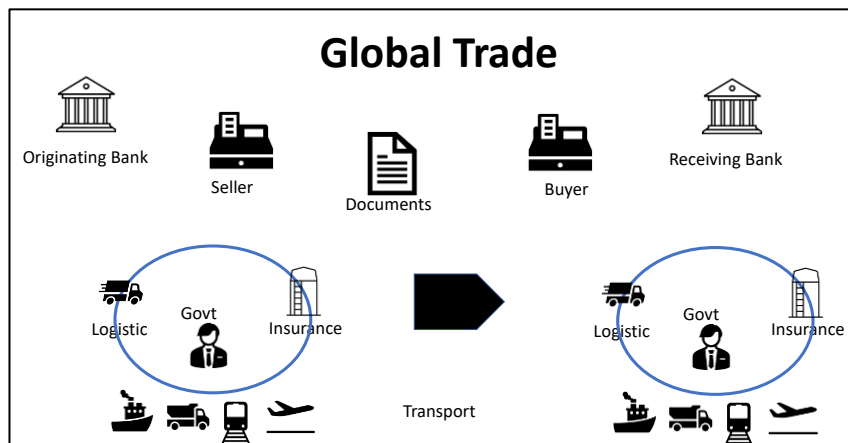 Global Trade
Originating Bank
Seller
Documents
Buyer
Receiving Bank
Logistic
Govt
Insurance
Logistic
Govt
Insurance
Transport